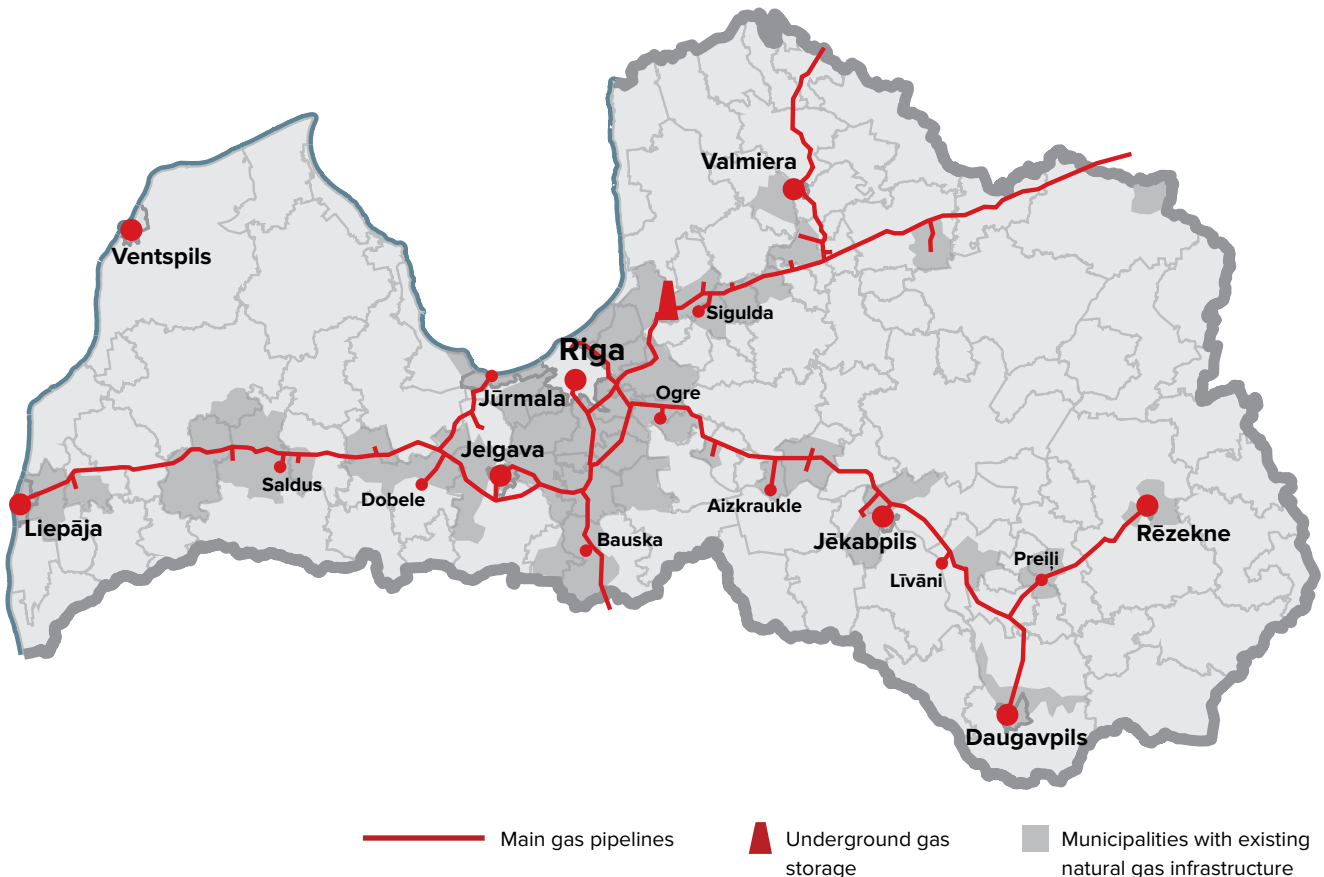 Valmiera
Ventspils
Sigulda
Riga
Jūrmala
Ogre
Jelgava
Saldus
Dobele
Aizkraukle
Liepāja
Bauska
Jēkabpils
Rēzekne
Preiļi
Līvāni
Daugavpils
Main gas pipelines
Underground gas
storage
Municipalities with existing
natural gas infrastructure